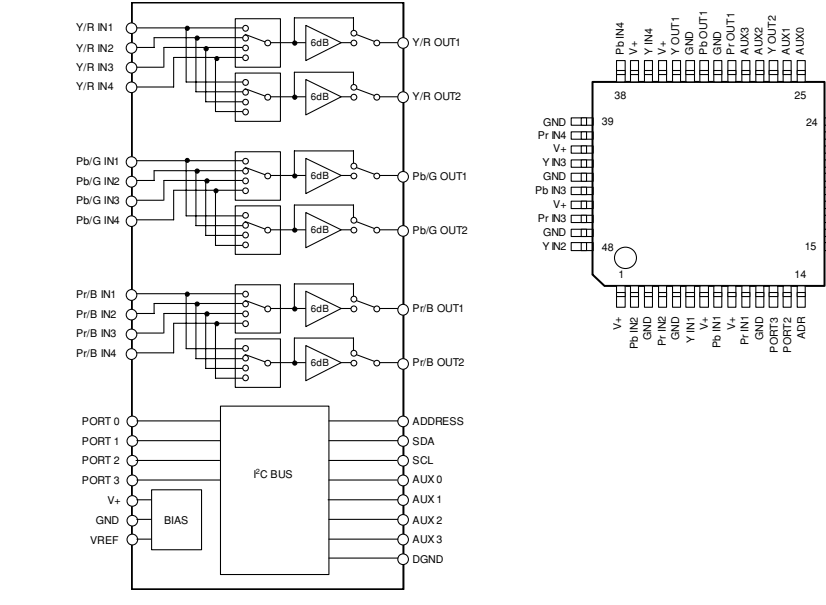 Y/R IN1
Y/R IN2
Y/R IN3
Y/R IN4
6dB
Y/R OUT1
6dB
Y/R OUT2
Pb/G IN1
Pb/G IN2
Pb/G IN3
Pb/G IN4
6dB
Pb/G OUT1
6dB
Pb/G OUT2
Pr/B IN1
Pr/B IN2
Pr/B IN3
Pr/B IN4
6dB
Pr/B OUT1
6dB
Pr/B OUT2
PORT 0
PORT 1
PORT 2
PORT 3
V+
GND
VREF
BIAS
I²C BUS
ADDRESS
SDA
SCL
AUX 0
AUX 1
AUX 2
AUX 3
DGND
Pb IN4
V+
Y IN4
V+
Y OUT1
GND
Pb OUT1
GND
Pr OUT1
AUX3
AUX2
Y OUT2
AUX1
AUX0
38
25
39
24
GND
Pr IN4
V+
Y IN3
GND
Pb IN3
V+
Pr IN3
GND
Y IN2
48
15
1
14
V+
Pb IN2
GND
Pr IN2
GND
Y IN1
V+
Pb IN1
V+
Pr IN1
GND
PORT3
PORT2
ADR